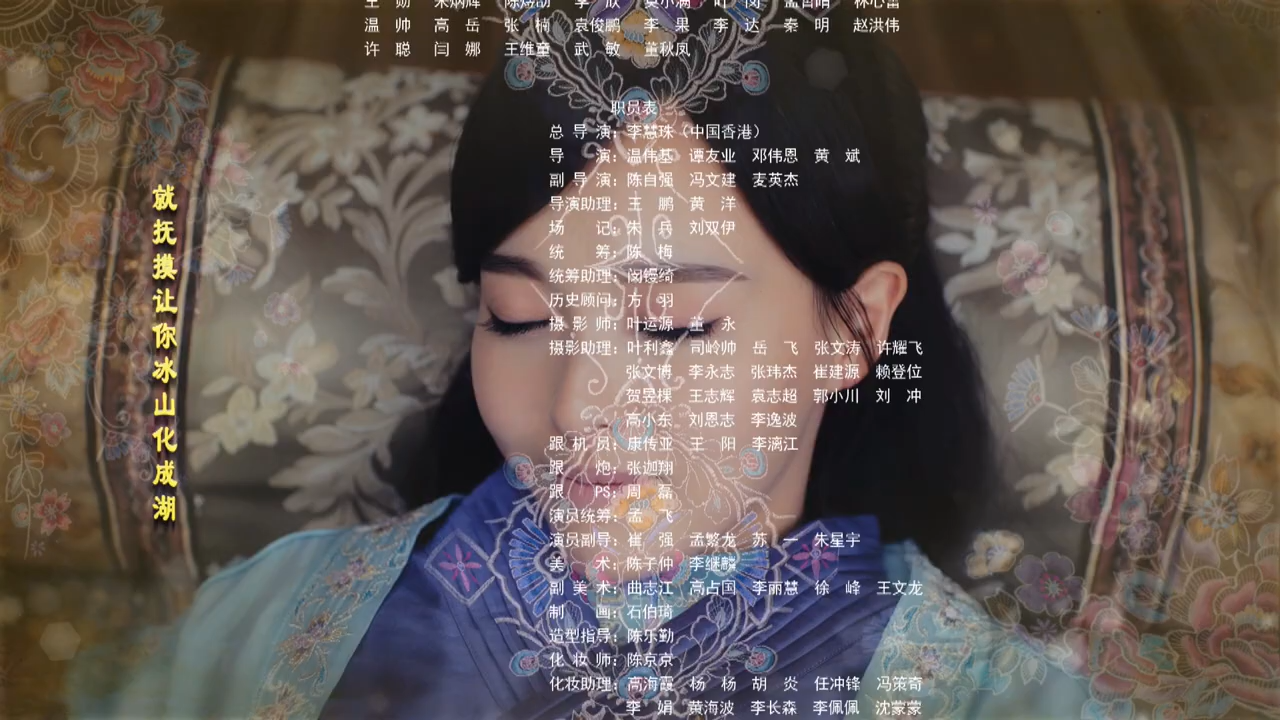 温 帅 高 岳 张 楠 袁俊鹏 李 果 李 达 秦 明 赵洪伟
许 聪 闫 娜 王维童 武 敏 董秋凤
职员表
总 导 演：李慧珠（中国香港）
导 演：温伟基 谭友业 邓伟恩 黄 斌
副 导 演：陈自强 冯文建 麦英杰
导演助理：王 鹏 黄 洋
场 记：朱 兵 刘双伊
统 筹：陈 梅
统筹助理：闵镘绮
历史顾问：方 羽
摄 影 师：叶运源 董 永
摄影助理：叶利鑫 司岭帅 岳 飞 张文涛 许耀飞
张文博 李永志 张玮杰 崔建源 赖登位
贺昱棵 王志辉 袁志超 郭小川 刘 冲
高小东 刘恩志 李逸波
跟 机 员：康传亚 王 阳 李漓江
跟 炮：张迦翔
跟 PS：周 磊
演员统筹：孟 飞
演员副导：崔 强 孟繁龙 苏 一 朱星宇
美 术：陈子仲 李继麟
副 美 术：曲志江 高占国 李丽慧 徐 峰 王文龙
制 画：石伯琦
造型指导：陈乐勤
化 妆 师：陈京京
化妆助理：高海霞 杨 杨 胡 炎 任冲锋 冯策奇
李 娟 黄海波 李长森 李佩佩 沈蒙蒙
就抚摸让你冰山化成湖